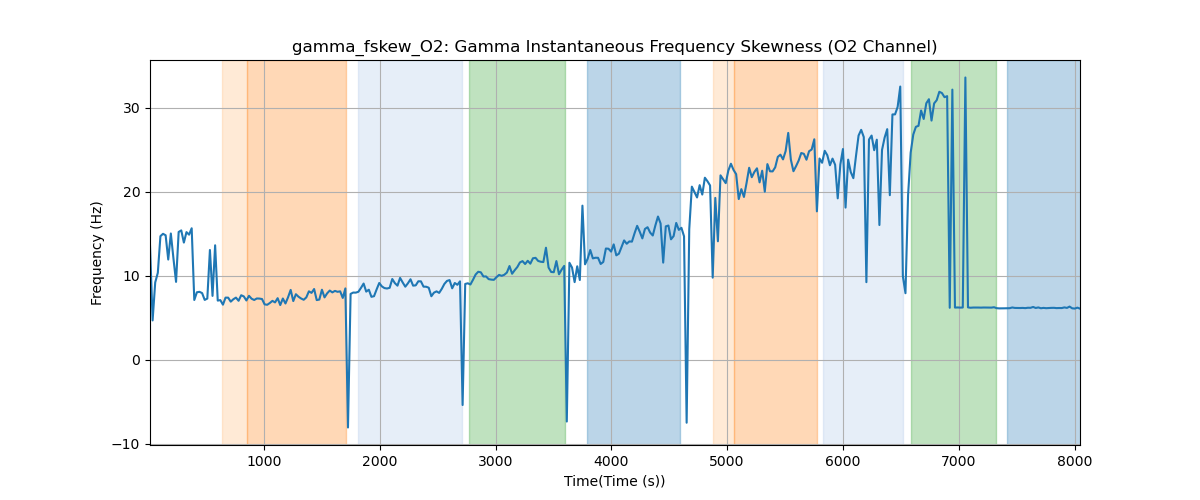 gamma_fskew_O2: Gamma Instantaneous Frequency Skewness (O2 Channel)
Frequency (Hz)
30
20
10
0
−10
1000 2000 3000 4000 5000 6000 7000 8000
Time(Time (s))